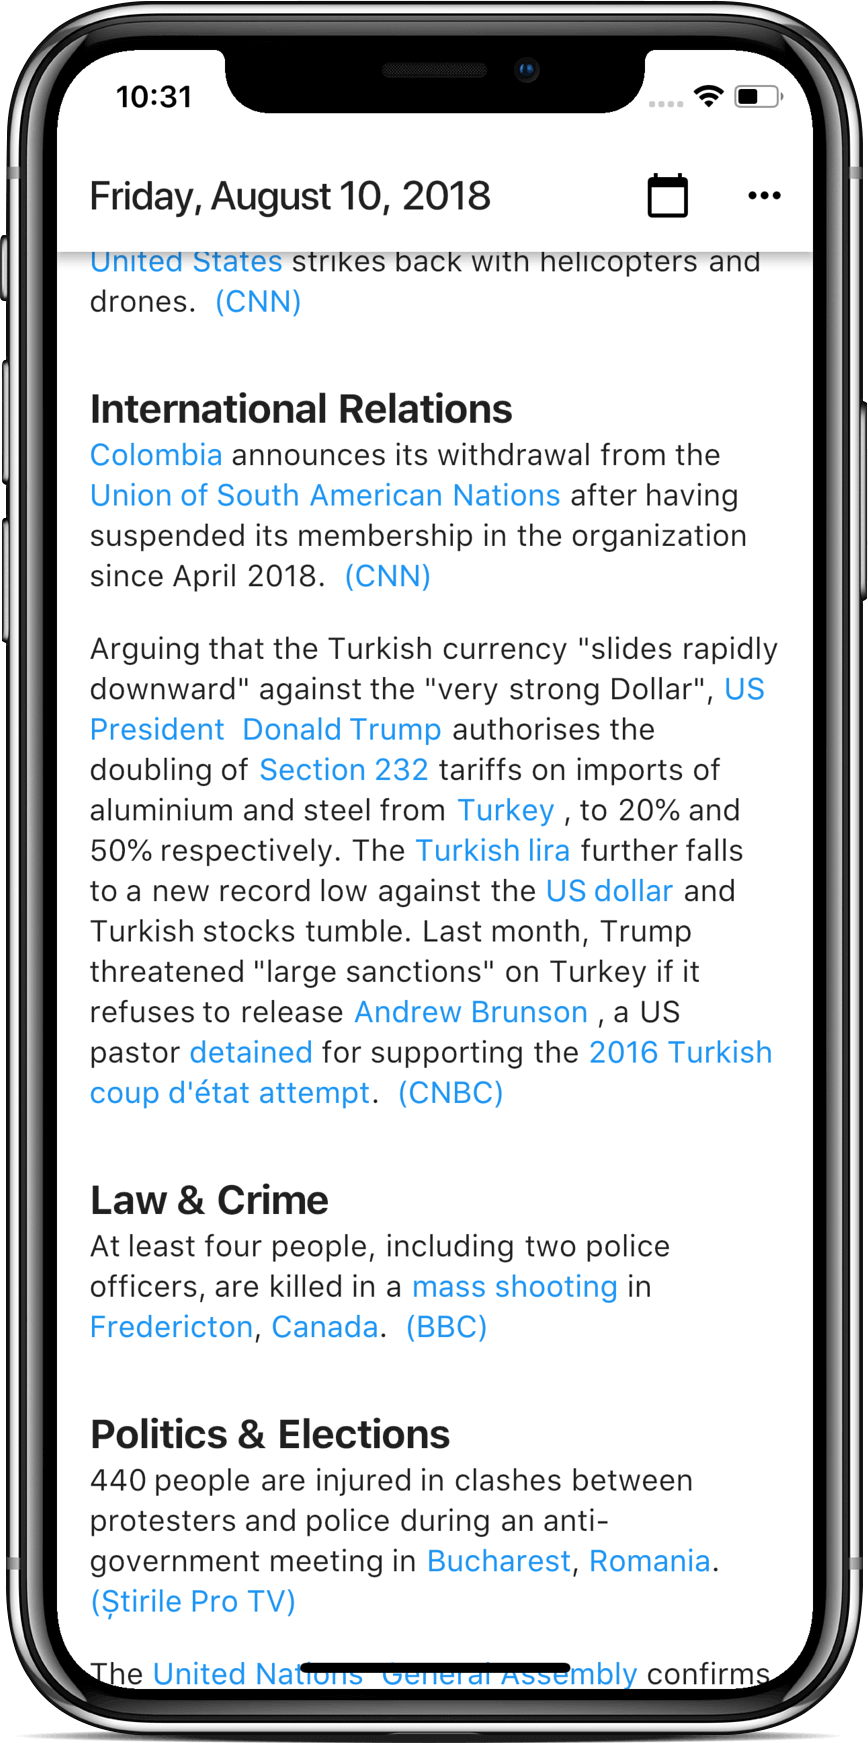 10:31
Friday, August 10, 2018
United States strikes back with helicopters and
drones. (CNN)
International Relations
Colombia announces its withdrawal from the
Union of South American Nations after having
suspended its membership in the organization
since April 2018. (CNN)
Arguing that the Turkish currency "slides rapidly
downward" against the "very strong Dollar", US
President Donald Trump authorises the
doubling of Section 232 tariffs on imports of
aluminium and steel from Turkey , to 20% and
50% respectively. The Turkish lira further falls
to a new record low against the US dollar and
Turkish stocks tumble. Last month, Trump
threatened "large sanctions" on Turkey if it
refuses to release Andrew Brunson , a US
pastor detained for supporting the 2016 Turkish
coup d'état attempt. (CNBC)
Law & Crime
At least four people, including two police
officers, are killed in a mass shooting in
Fredericton, Canada. (BBC)
Politics & Elections
440 people are injured in clashes between
protesters and police during an anti-
government meeting in Bucharest, Romania.
(Știrile Pro TV)
The United Nations General Assembly confirms